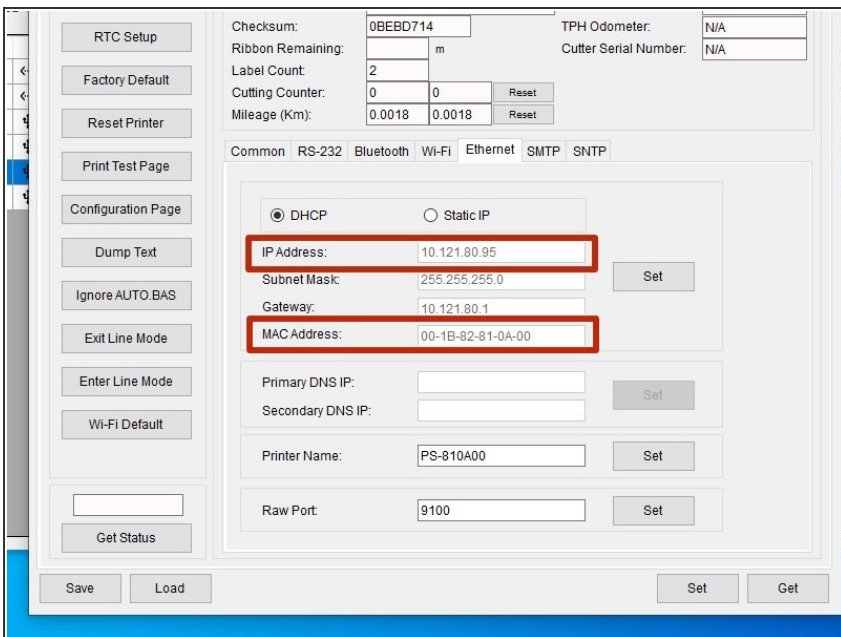 RTC Setup
Factory Default
Reset Printer
Print Test Page
Configuration Page
Dump Text
Ignore AUTO.BAS
Exit Line Mode
Enter Line Mode
Wi-Fi Default
Get Status
Checksum: 0BEBD714 TPH Odometer: N/A
Ribbon Remaining: m Cutter Serial Number: N/A
Label Count: 2
Cutting Counter: 0 0 Reset
Mileage (Km): 0.0018 0.0018 Reset
Common RS-232 Bluetooth Wi-Fi Ethernet SMTP SNTP
DHCP Static IP
IP Address: 10.121.80.95
Subnet Mask: 255.255.255.0 Set
Gateway: 10.121.80.1
MAC Address: 00-1B-82-81-0A-00
Primary DNS IP:
Set
Secondary DNS IP:
Printer Name: PS-810A00 Set
Raw Port: 9100 Set
Save Load Set Get